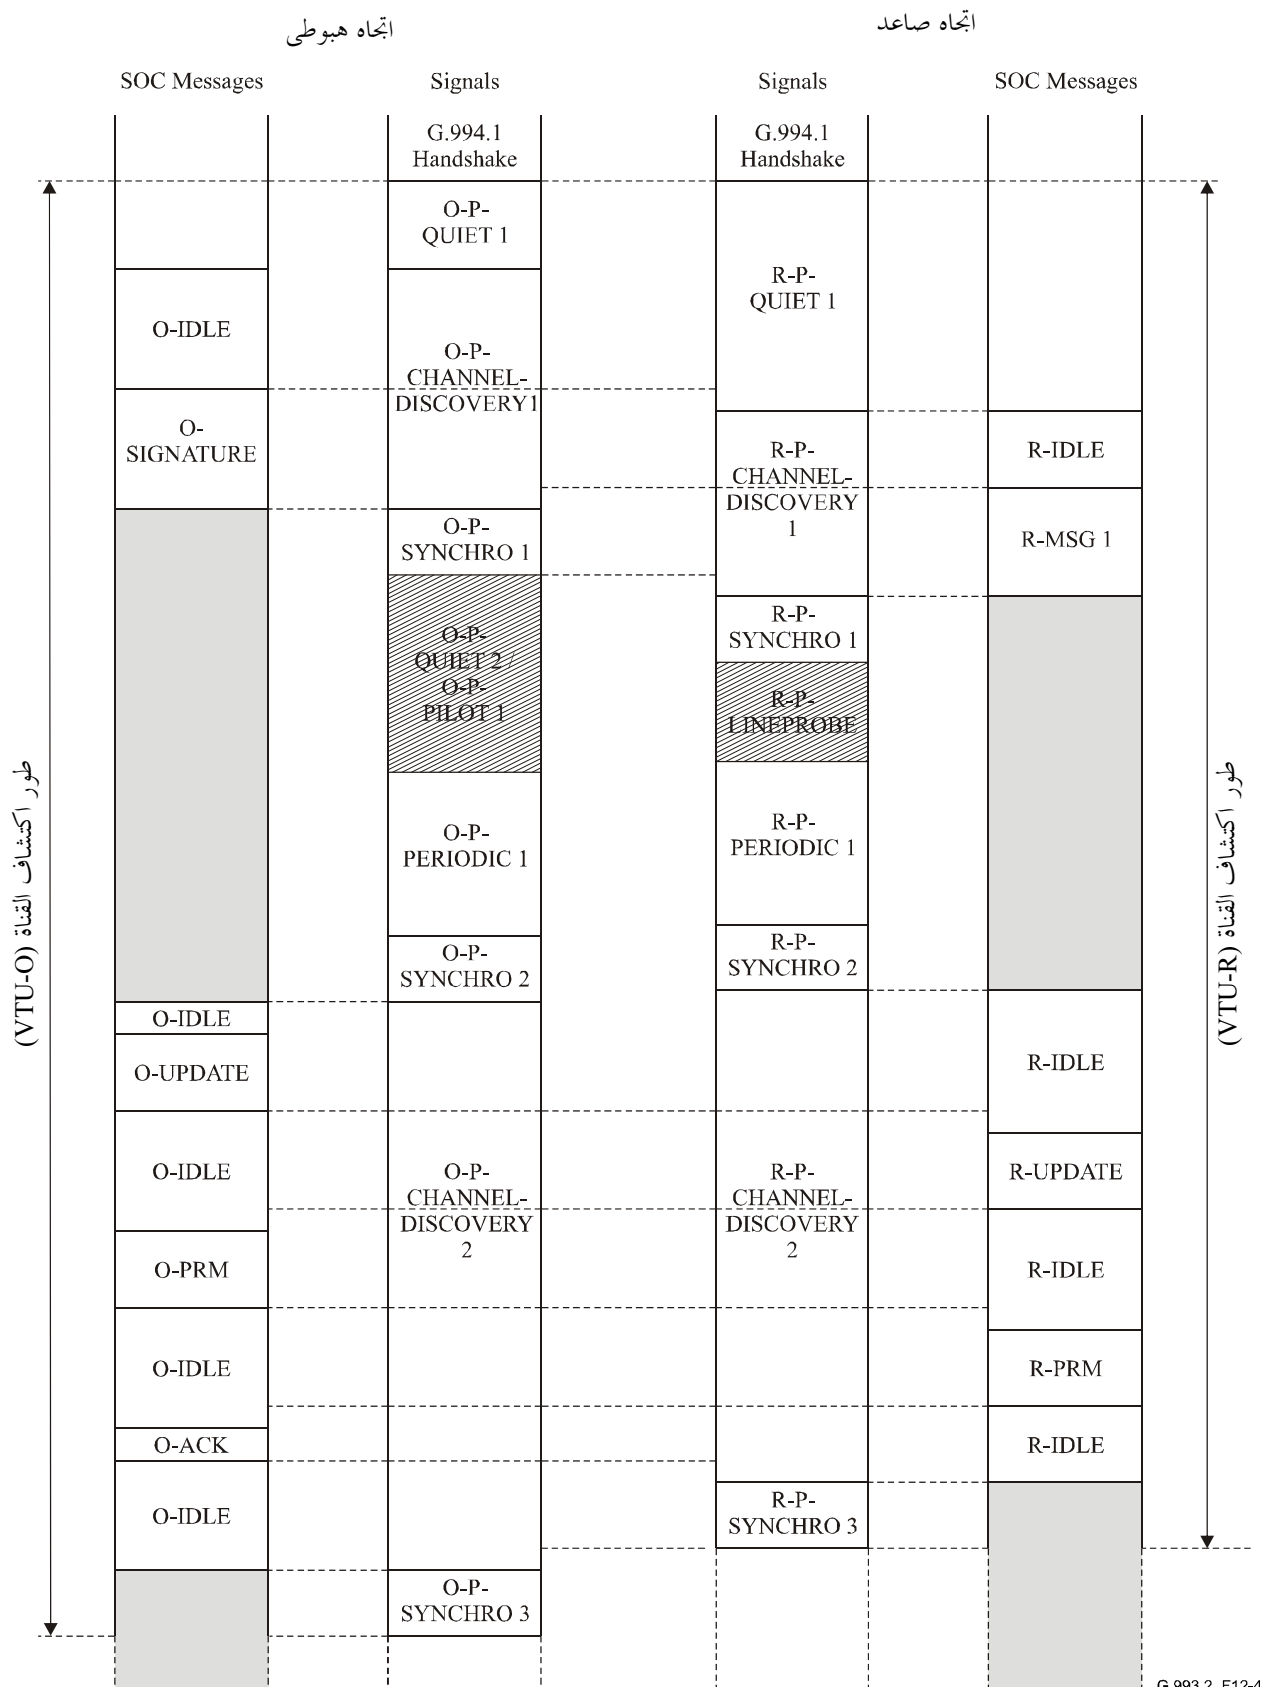 اتجاه هبوطى
اتجاه صاعد
SOC Messages
Signals
Signals
SOC Messages
G.994.1
Handshake
G.994.1
Handshake
O-P-
QUIET 1
R-P-
QUIET 1
O-IDLE
O-P-
CHANNEL-
DISCOVERY1
O-
SIGNATURE
R-P-
CHANNEL-
DISCOVERY
1
R-IDLE
O-P-
SYNCHRO 1
R-MSG 1
R-P-
SYNCHRO 1
O-P-
QUIET 2 /
O-P-
PILOT 1
R-P-
LINEPROBE
طور اكتشاف القناة (VTU-O)
طور اكتشاف القناة (VTU-R)
O-P-
PERIODIC 1
R-P-
PERIODIC 1
O-P-
SYNCHRO 2
R-P-
SYNCHRO 2
O-IDLE
O-UPDATE
R-IDLE
O-IDLE
O-P-
CHANNEL-
DISCOVERY
2
R-P-
CHANNEL-
DISCOVERY
2
R-UPDATE
O-PRM
R-IDLE
O-IDLE
R-PRM
O-ACK
R-IDLE
O-IDLE
R-P-
SYNCHRO 3
O-P-
SYNCHRO 3
G.993.2_F12-4